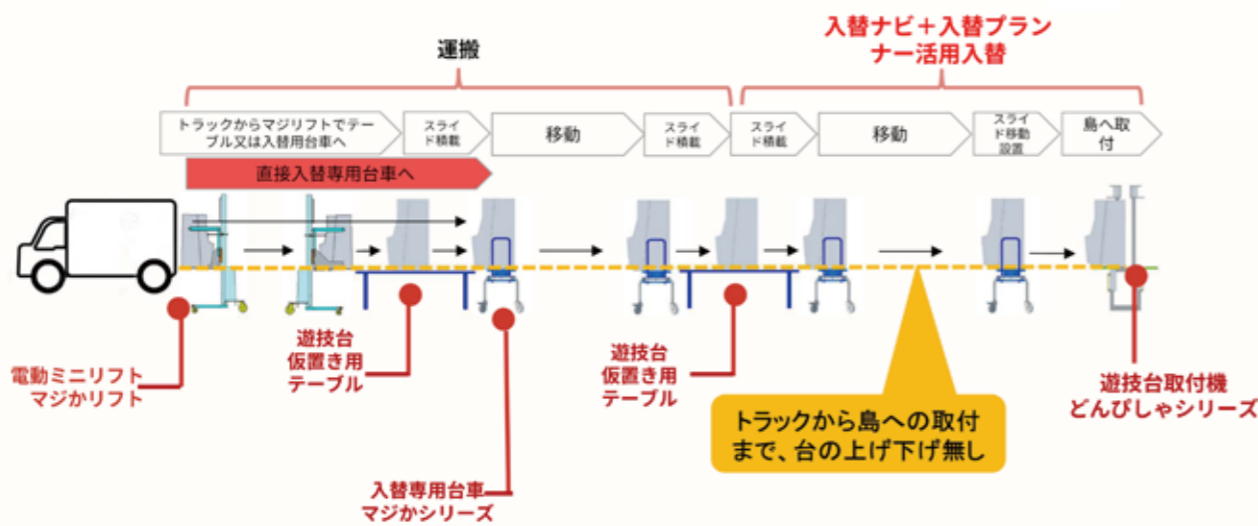 運搬
入替ナビ＋入替プラン
ナー活用入替
トラックからマジリフトでテー
ブル又は入替用台車へ
スライ
ド積載
移動
スライ
ド積載
スライ
ド積載
移動
スライ
ド移動
設置
島へ取
付
直接入替専用台車へ
電動ミニリフト
マジかリフト
遊技台
仮置き用
テーブル
入替専用台車
マジかシリーズ
遊技台
仮置き用
テーブル
トラックから島への取付
まで、台の上げ下げ無し
遊技台取付機
どんぴしゃシリーズ